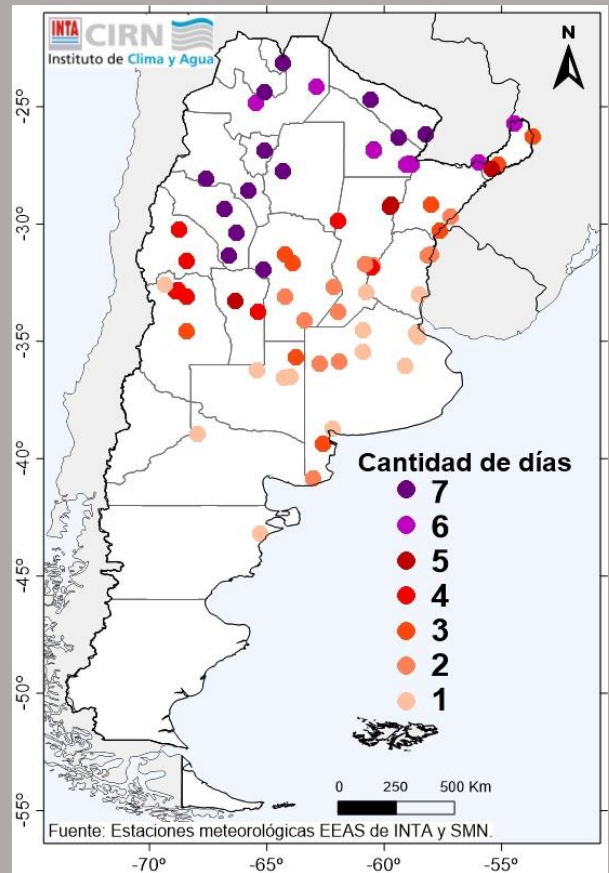 INTA CIRN
Instituto de Clima y Agua
N
-25°
-30°
-35°
-40°
-45°
-50°
-55°
Cantidad de días
7
6
5
4
3
2
1
0 250 500 Km
Fuente: Estaciones meteorológicas EEAS de INTA y SMN.
-70° -65° -60° -55°